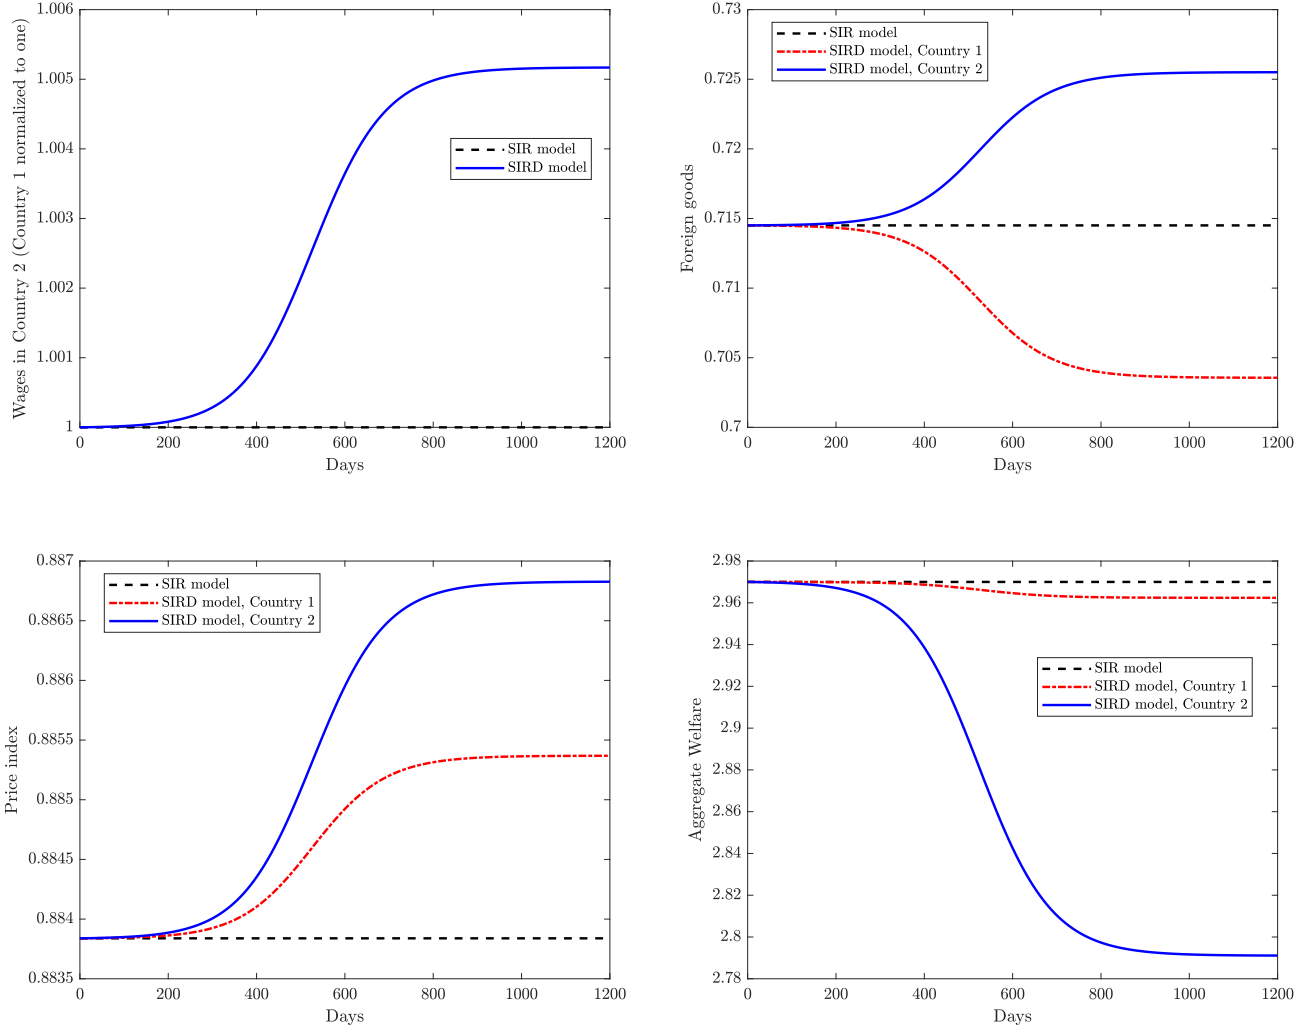 1.006
1.005
1.004
1.003
1.002
1.001
1
0 200 400 600 800 1000 1200
Days
Wages in Country 2 (Country 1 normalized to one)
SIR model
SIRD model
0.73
0.725
0.72
0.715
0.71
0.705
0.7
0 200 400 600 800 1000 1200
Days
Foreign goods
SIR model
SIRD model, Country 1
SIRD model, Country 2
0.887
0.8865
0.886
0.8855
0.885
0.8845
0.884
0.8835
0 200 400 600 800 1000 1200
Days
Price index
SIR model
SIRD model, Country 1
SIRD model, Country 2
2.98
2.96
2.94
2.92
2.9
2.88
2.86
2.84
2.82
2.8
2.78
0 200 400 600 800 1000 1200
Days
Aggregate Welfare
SIR model
SIRD model, Country 1
SIRD model, Country 2